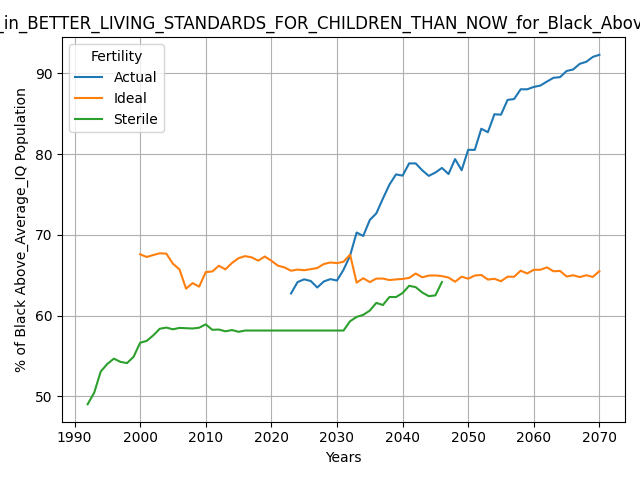 _in_BETTER_LIVING_STANDARDS_FOR_CHILDREN_THAN_NOW_for_Black_Abov
Fertility
Actual
Ideal
Sterile
% of Black Above_Average_IQ Population
90
80
70
60
50
1990 2000 2010 2020 2030 2040 2050 2060 2070
Years